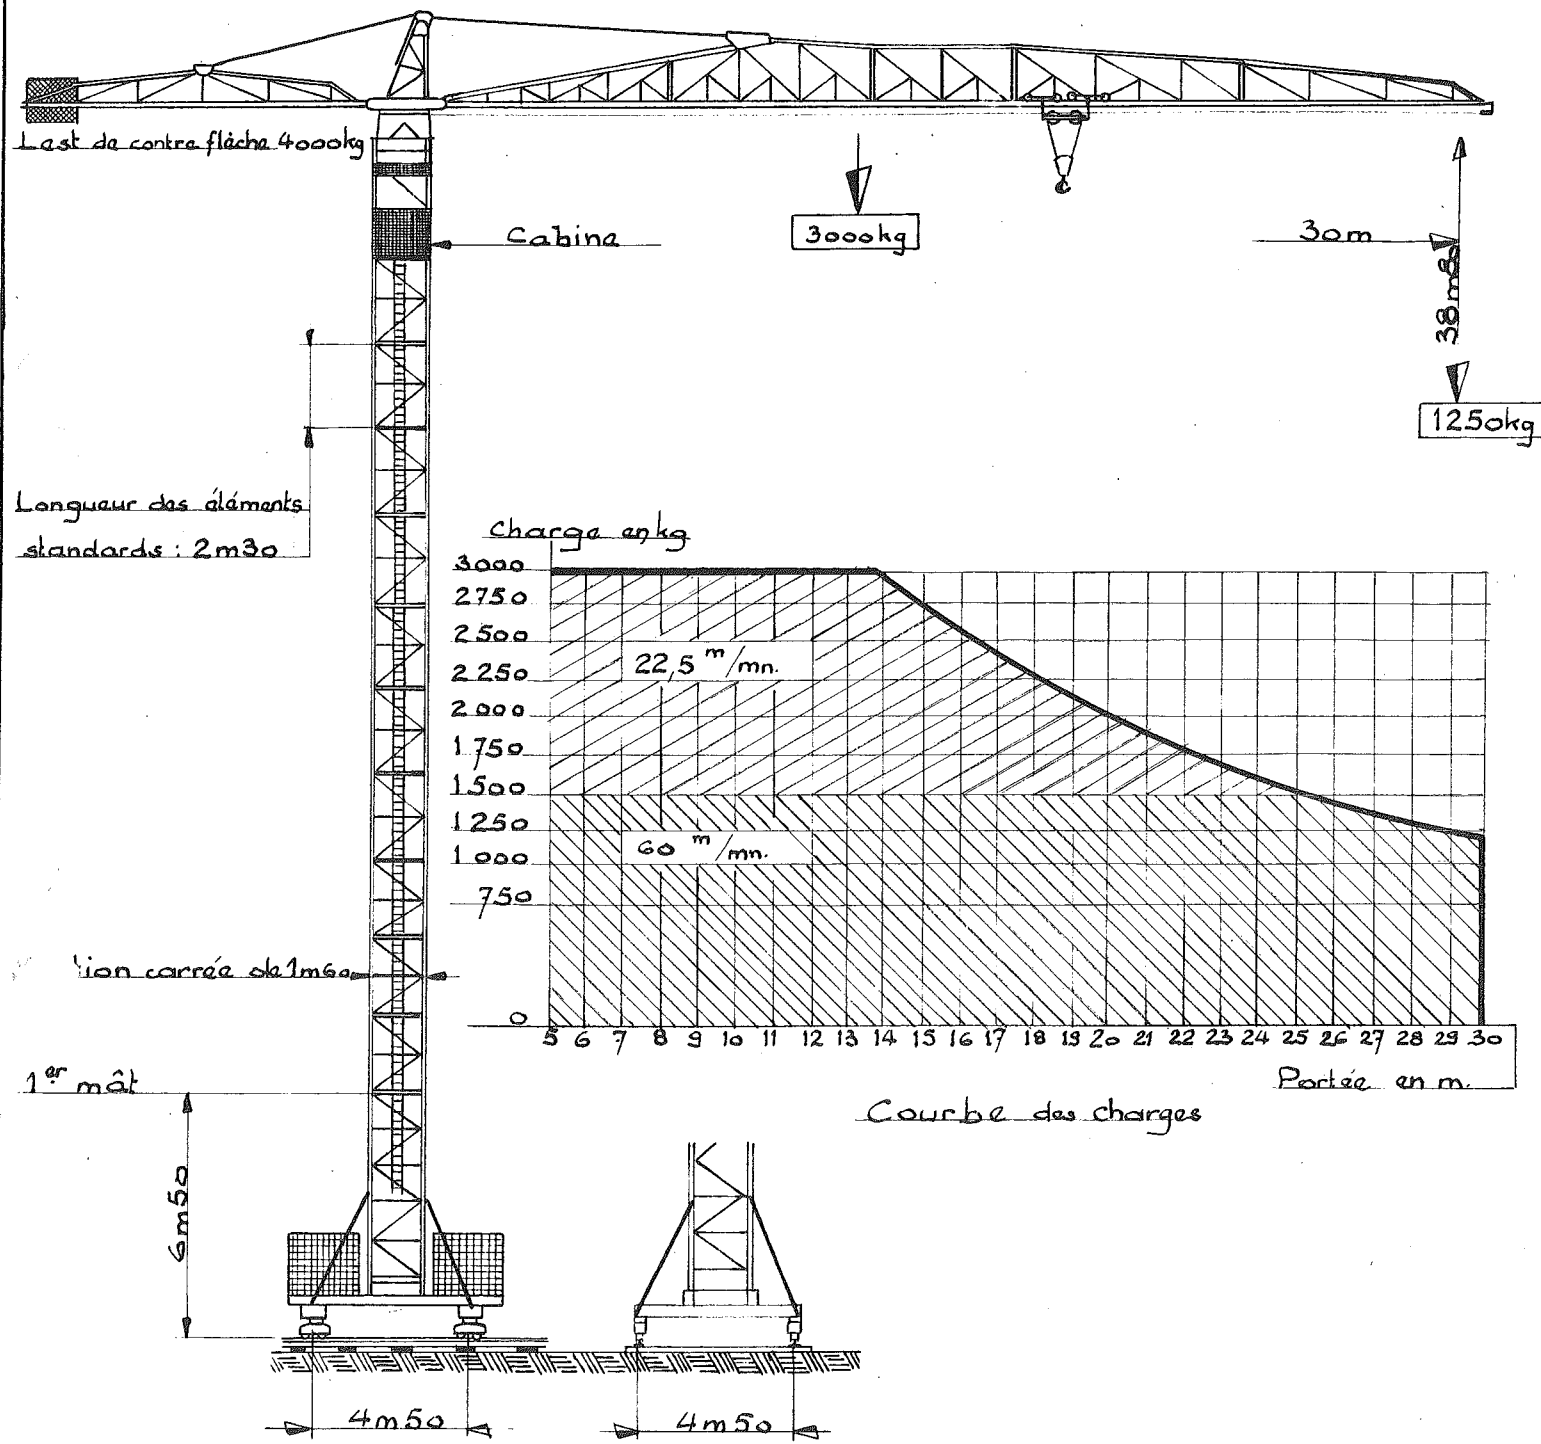 Lest de contre flèche 4000kg
Cabine
3000kg
30m
38m80
1250kg
Longueur des éléments
standards : 2m30
Charge en kg
3000
2750
2500
2250
2000
1750
1500
1250
1000
750
0
22,5 m/mn.
60 m/mn.
5 6 7 8 9 10 11 12 13 14 15 16 17 18 19 20 21 22 23 24 25 26 27 28 29 30
Portée en m.
Courbe des charges
ion carrée de 1m60
1er mât
6m50
4m50
4m50